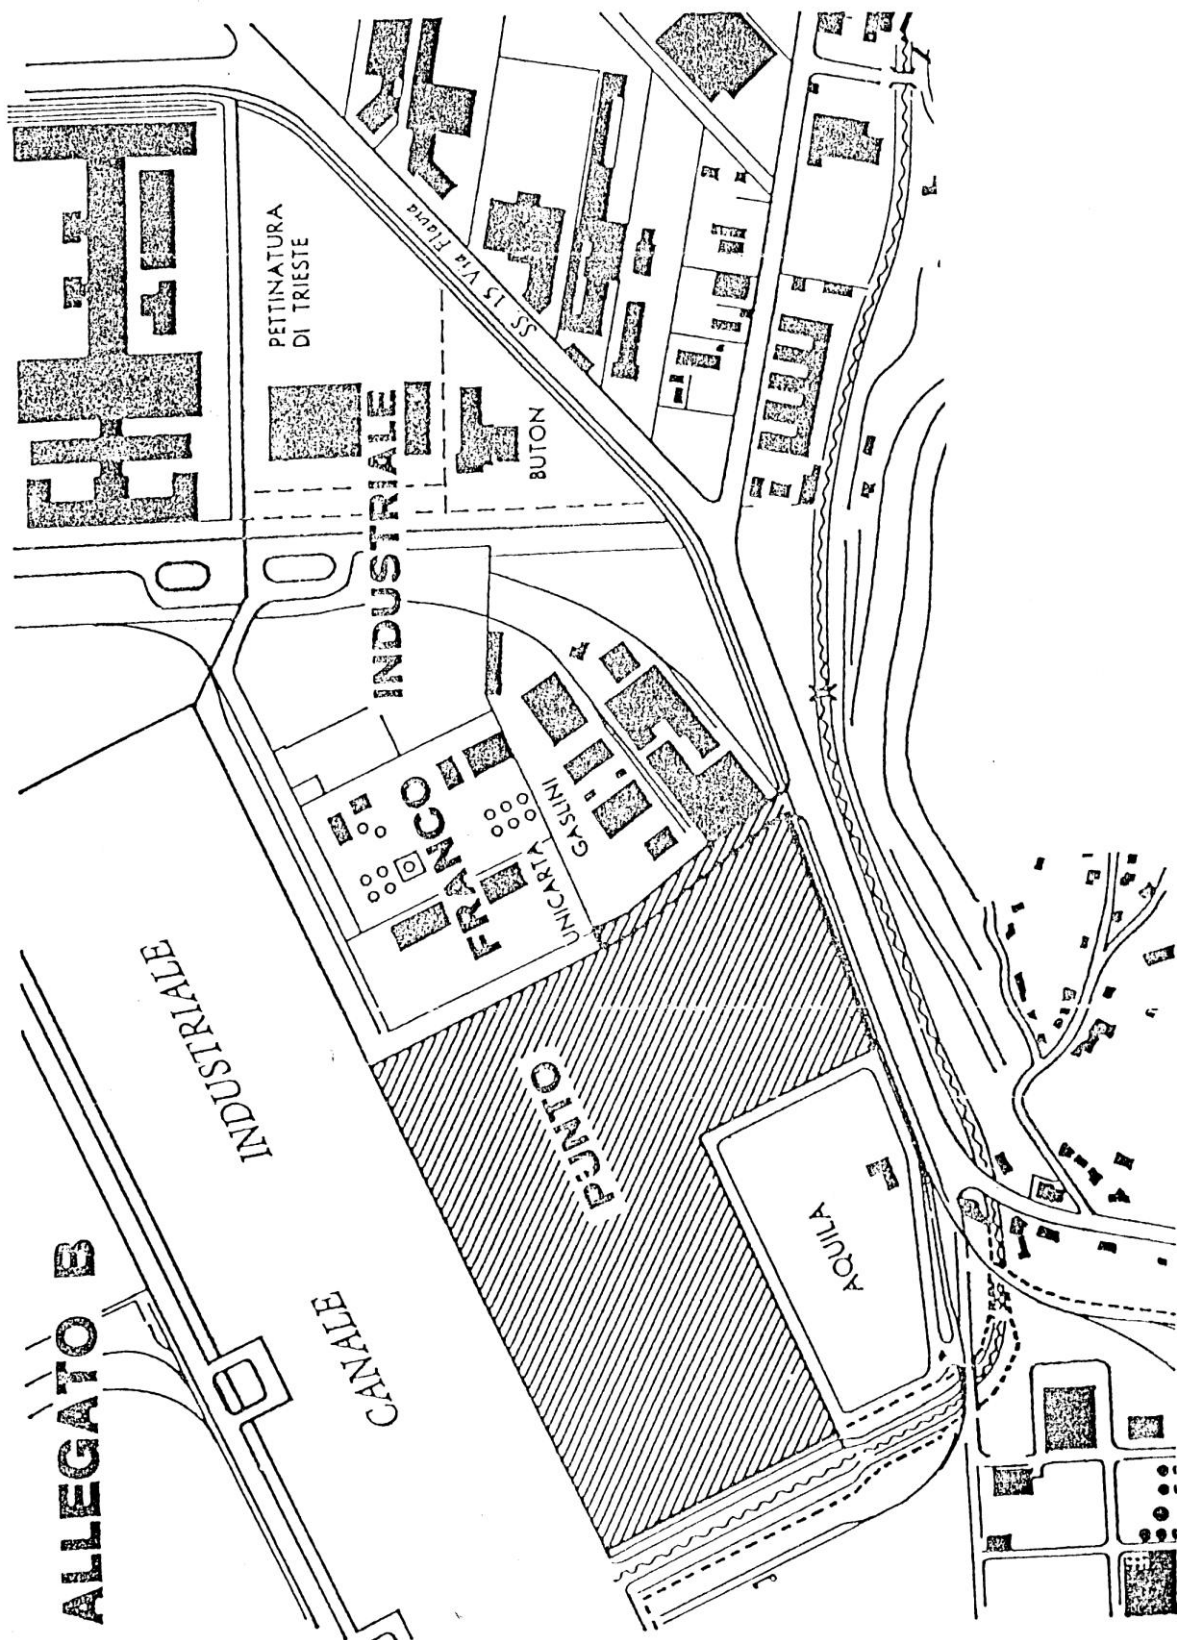 ALLEGATO B
CANALE INDUSTRIALE
PUNTO FRANCO INDUSTRIALE
AQUILA
UNICARTA
GASLINI
BUTON
PETTINATURA
DI TRIESTE
SS. 15 Via Flavia